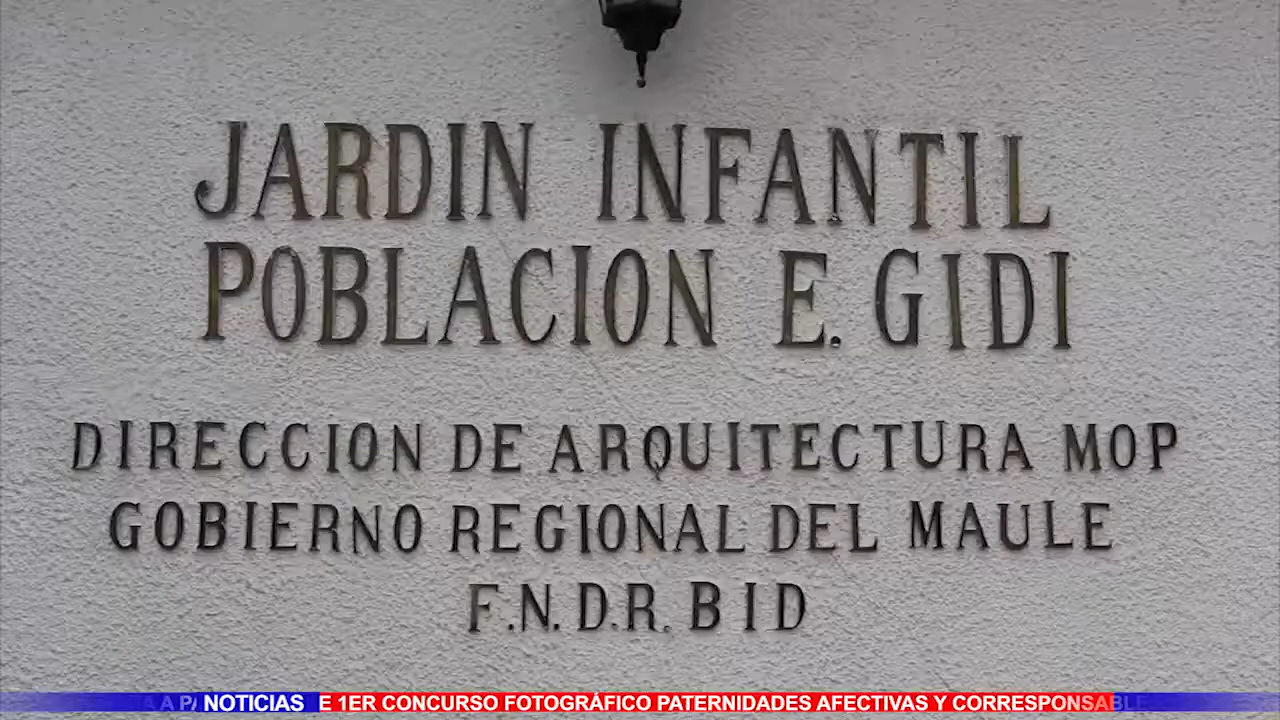 JARDIN INFANTIL
POBLACION E. GIDI
DIRECCION DE ARQUITECTURA MOP
GOBIERNO REGIONAL DEL MAULE
F.N.D.R. BID
NOTICIAS E 1ER CONCURSO FOTOGRÁFICO PATERNIDADES AFECTIVAS Y CORRESPONSABLE